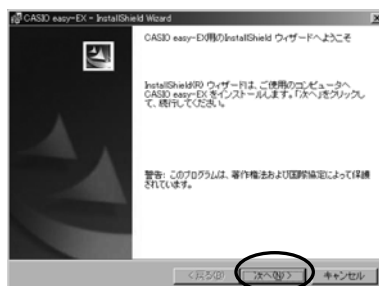 CASIO easy-EX - InstallShield Wizard
CASIO easy-EX用のInstallShield ウィザードへようこそ
InstallShield(R) ウィザードは、ご使用のコンピュータへ
CASIO easy-EX をインストールします。「次へ」をクリックし
て、続行してください。
警告: このプログラムは、著作権法および国際協定によって保護
されています。
< 戻る(B) 次へ(N) > キャンセル